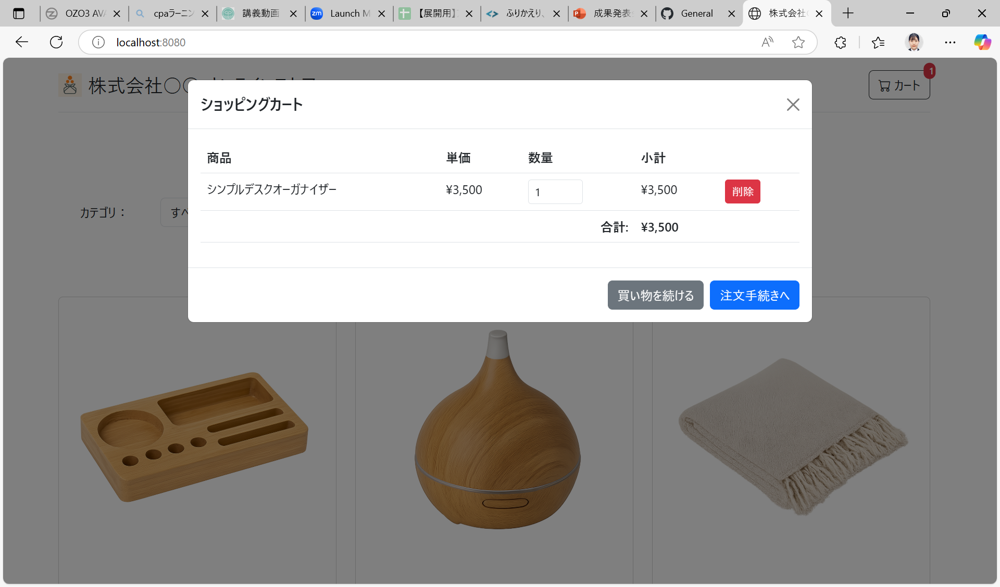 OZO3 AV
cpaラーニン
講義動画
zm Launch M
【展開用】
ふりかえり、
成果発表
General
株式会社
localhost:8080
株式会社○
カート
1
ショッピングカート
商品 単価 数量 小計
シンプルデスクオーガナイザー ¥3,500 1 ¥3,500 削除
合計: ¥3,500
カテゴリ： すべ
買い物を続ける 注文手続きへ